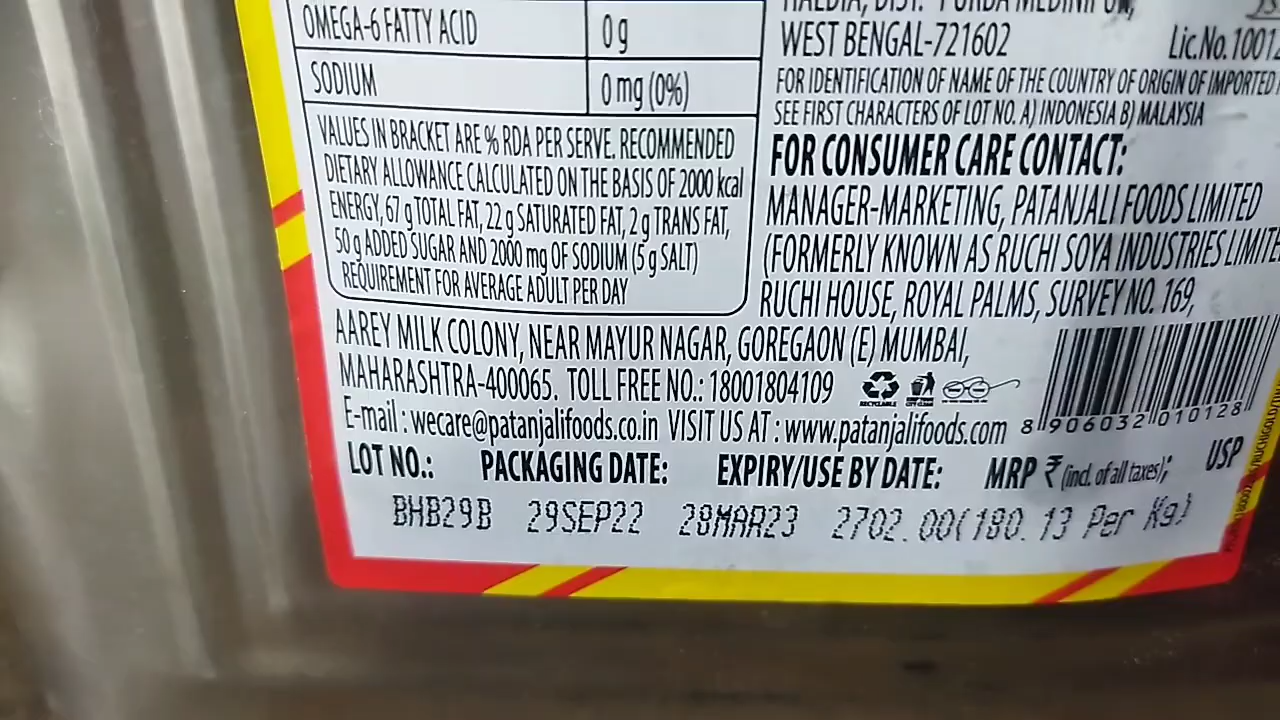 OMEGA-6 FATTY ACID 0 g
SODIUM 0 mg (0%)
VALUES IN BRACKET ARE % RDA PER SERVE. RECOMMENDED
DIETARY ALLOWANCE CALCULATED ON THE BASIS OF 2000 kcal
ENERGY, 67 g TOTAL FAT, 22 g SATURATED FAT, 2 g TRANS FAT,
50 g ADDED SUGAR AND 2000 mg OF SODIUM (5 g SALT)
REQUIREMENT FOR AVERAGE ADULT PER DAY
HALDIA, DIST.
WEST BENGAL-721602 Lic.No.10012
FOR IDENTIFICATION OF NAME OF THE COUNTRY OF ORIGIN OF IMPORTED
SEE FIRST CHARACTERS OF LOT NO. A) INDONESIA B) MALAYSIA
FOR CONSUMER CARE CONTACT:
MANAGER-MARKETING, PATANJALI FOODS LIMITED
(FORMERLY KNOWN AS RUCHI SOYA INDUSTRIES LIMITE
RUCHI HOUSE, ROYAL PALMS, SURVEY NO. 169,
AAREY MILK COLONY, NEAR MAYUR NAGAR, GOREGAON (E) MUMBAI,
MAHARASHTRA-400065. TOLL FREE NO.: 18001804109
RECYCLABLE
E-mail : wecare@patanjalifoods.co.in VISIT US AT : www.patanjalifoods.com
8 906032 010128
LOT NO.: PACKAGING DATE: EXPIRY/USE BY DATE: MRP ₹ (incl. of all taxes); USP
BHB29B 29SEP22 28MAR23 2702.00(180.13 Per Kg)